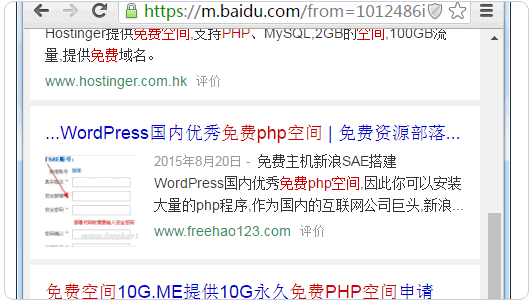 https://m.baidu.com/from=1012486i
Hostinger提供免费空间,支持PHP、MySQL,2GB的空间,100GB流
量,提供免费域名。
www.hostinger.com.hk 评价
...WordPress国内优秀免费php空间 | 免费资源部落...
2015年8月20日 - 免费主机新浪SAE搭建
WordPress国内优秀免费php空间,因此你可以安装
大量的php程序,作为国内的互联网公司巨头,新浪...
www.freehao123.com 评价
免费空间10G.ME提供10G永久免费PHP空间申请